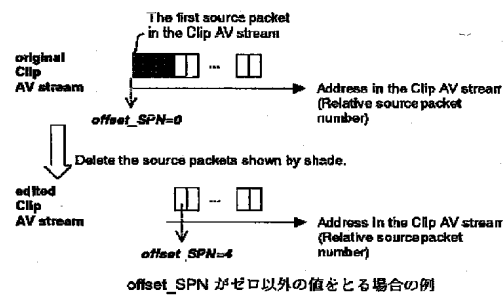 The first source packet
in the Clip AV stream
original
Clip
AV stream
...
Address in the Clip AV stream
(Relative source packet
number)
offset_SPN=0
Delete the source packets shown by shade.
edited
Clip
AV stream
...
Address in the Clip AV stream
(Relative source packet
number)
offset_SPN=4
offset_SPN がゼロ以外の値をとる場合の例